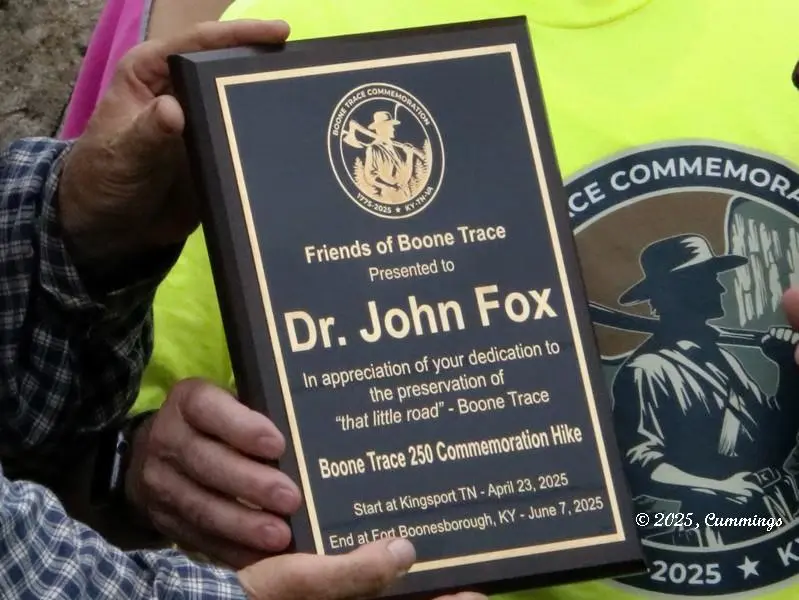 BOONE TRACE COMMEMORATION
1775-2025 ★ KY-TN-VA
Friends of Boone Trace
Presented to
Dr. John Fox
In appreciation of your dedication to
the preservation of
“that little road” - Boone Trace
Boone Trace 250 Commemoration Hike
Start at Kingsport TN - April 23, 2025
End at Fort Boonesborough, KY - June 7, 2025
CE COMMEMORA
2025 ★ K
© 2025, Cummings